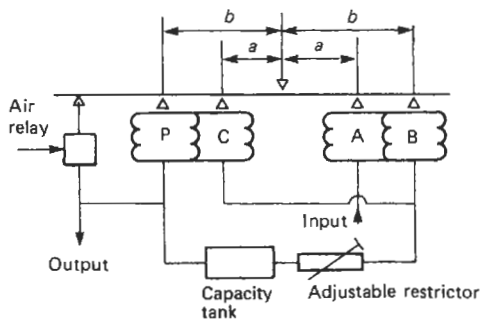 b b
a a
Air
relay
P C A B
Input
Output
Capacity
tank
Adjustable restrictor